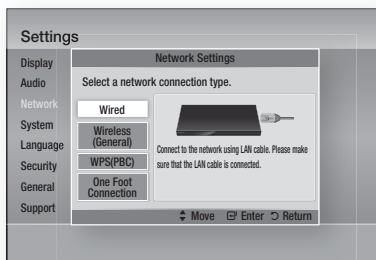 Settings
Display
Audio
Network
System
Language
Security
General
Support
Network Settings
Select a network connection type.
Wired
Wireless
(General)
WPS(PBC)
One Foot
Connection
Connect to the network using LAN cable. Please make
sure that the LAN cable is connected.
Move Enter Return